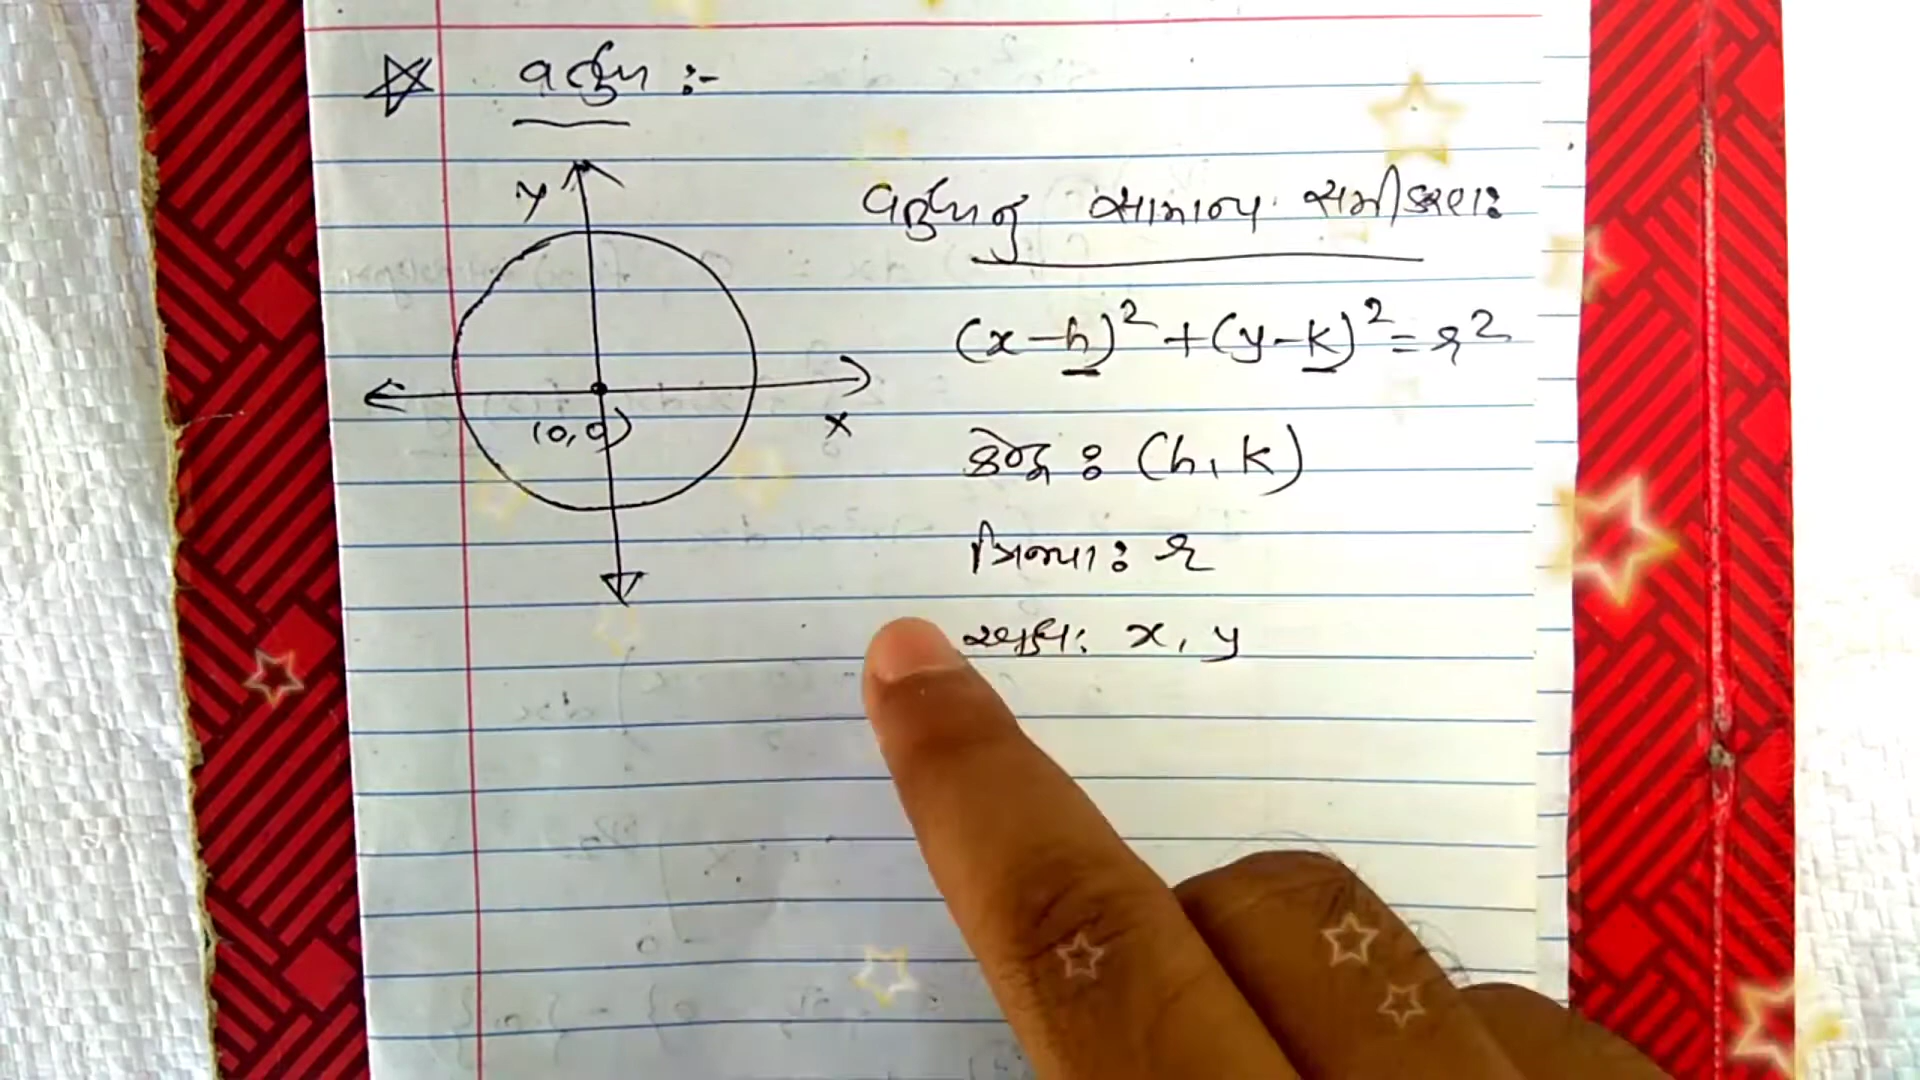 વર્તુળ :-
y
x
(0,0)
વર્તુળનું સામાન્ય સમીકરણ:
(x-h)² + (y-k)² = r²
કેન્દ્ર : (h, k)
ત્રિજ્યા : r
x, y